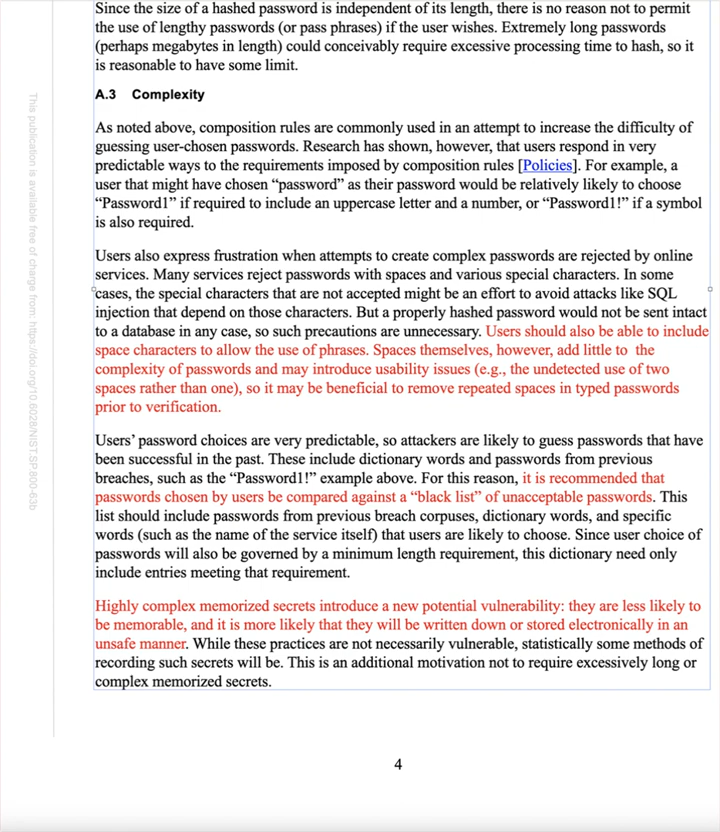 Since the size of a hashed password is independent of its length, there is no reason not to permit
the use of lengthy passwords (or pass phrases) if the user wishes. Extremely long passwords
(perhaps megabytes in length) could conceivably require excessive processing time to hash, so it
is reasonable to have some limit.
A.3 Complexity
As noted above, composition rules are commonly used in an attempt to increase the difficulty of
guessing user-chosen passwords. Research has shown, however, that users respond in very
predictable ways to the requirements imposed by composition rules [Policies]. For example, a
user that might have chosen “password” as their password would be relatively likely to choose
“Password1” if required to include an uppercase letter and a number, or “Password1!” if a symbol
is also required.
Users also express frustration when attempts to create complex passwords are rejected by online
services. Many services reject passwords with spaces and various special characters. In some
cases, the special characters that are not accepted might be an effort to avoid attacks like SQL
injection that depend on those characters. But a properly hashed password would not be sent intact
to a database in any case, so such precautions are unnecessary. Users should also be able to include
space characters to allow the use of phrases. Spaces themselves, however, add little to the
complexity of passwords and may introduce usability issues (e.g., the undetected use of two
spaces rather than one), so it may be beneficial to remove repeated spaces in typed passwords
prior to verification.
Users’ password choices are very predictable, so attackers are likely to guess passwords that have
been successful in the past. These include dictionary words and passwords from previous
breaches, such as the “Password1!” example above. For this reason, it is recommended that
passwords chosen by users be compared against a “black list” of unacceptable passwords. This
list should include passwords from previous breach corpuses, dictionary words, and specific
words (such as the name of the service itself) that users are likely to choose. Since user choice of
passwords will also be governed by a minimum length requirement, this dictionary need only
include entries meeting that requirement.
Highly complex memorized secrets introduce a new potential vulnerability: they are less likely to
be memorable, and it is more likely that they will be written down or stored electronically in an
unsafe manner. While these practices are not necessarily vulnerable, statistically some methods of
recording such secrets will be. This is an additional motivation not to require excessively long or
complex memorized secrets.
4
This publication is available free of charge from: https://doi.org/10.6028/NIST.SP.800-63b